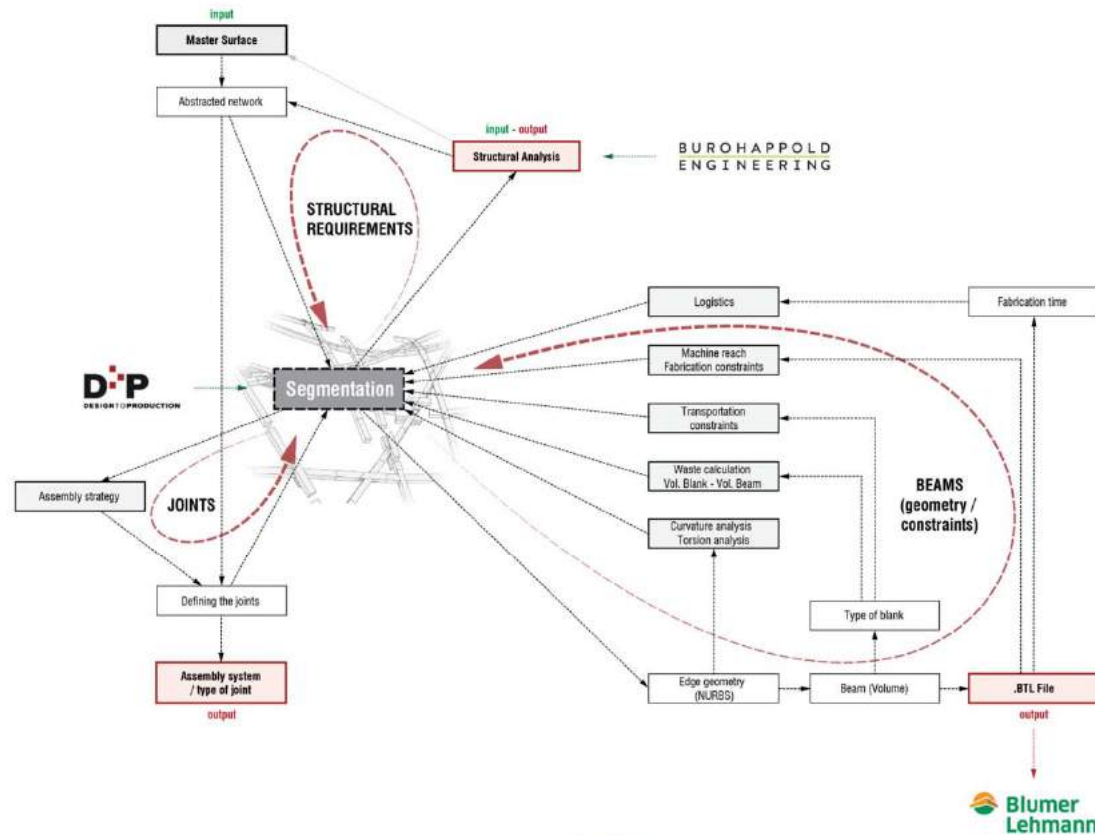 input
Master Surface
Abstracted network
input - output
Structural Analysis
BUROHAPPOLD
ENGINEERING
STRUCTURAL
REQUIREMENTS
Logistics
Fabrication time
Machine reach
Fabrication constraints
D P
DESIGNTOPRODUCTION
Segmentation
Transportation
constraints
Waste calculation
Vol. Blank - Vol. Beam
BEAMS
(geometry /
constraints)
Assembly strategy
JOINTS
Curvature analysis
Torsion analysis
Defining the joints
Type of blank
Assembly system
/ type of joint
output
Edge geometry
(NURBS)
Beam (Volume)
.BTL File
output
Blumer
Lehmann